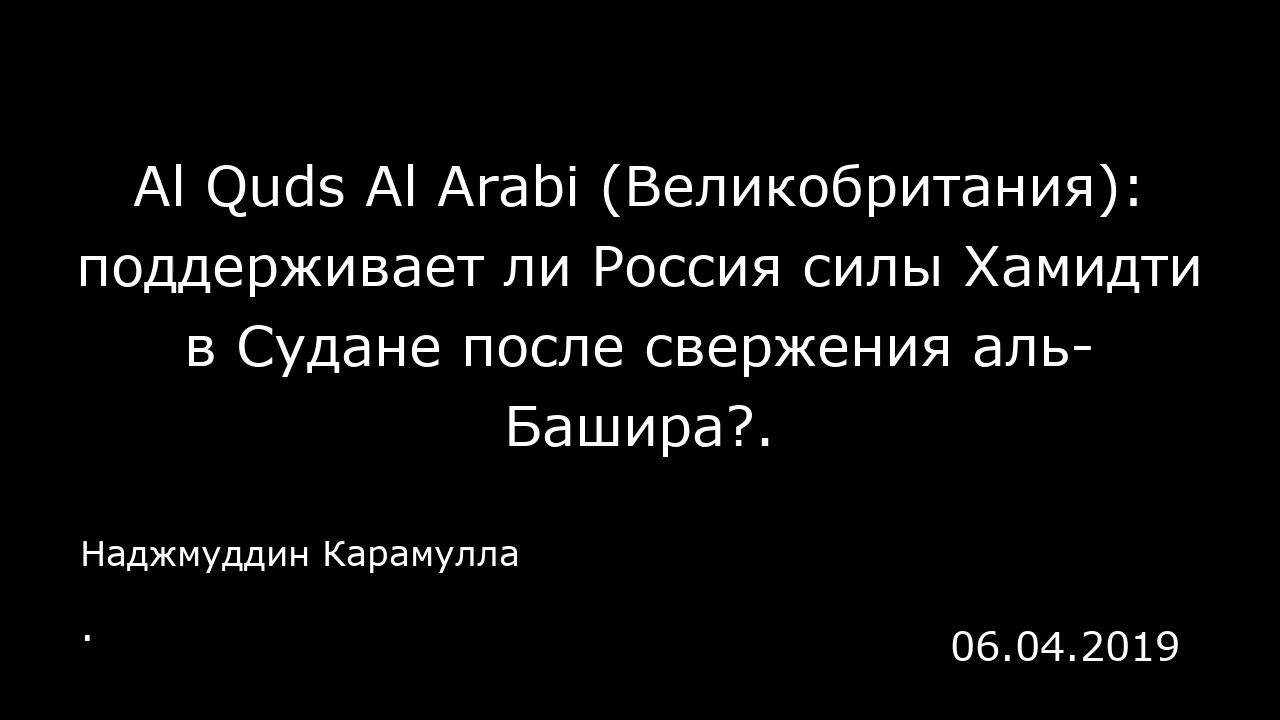 Al Quds Al Arabi (Великобритания):
поддерживает ли Россия силы Хамидти
в Судане после свержения аль-
Башира?.
Наджмуддин Карамулла
.
06.04.2019